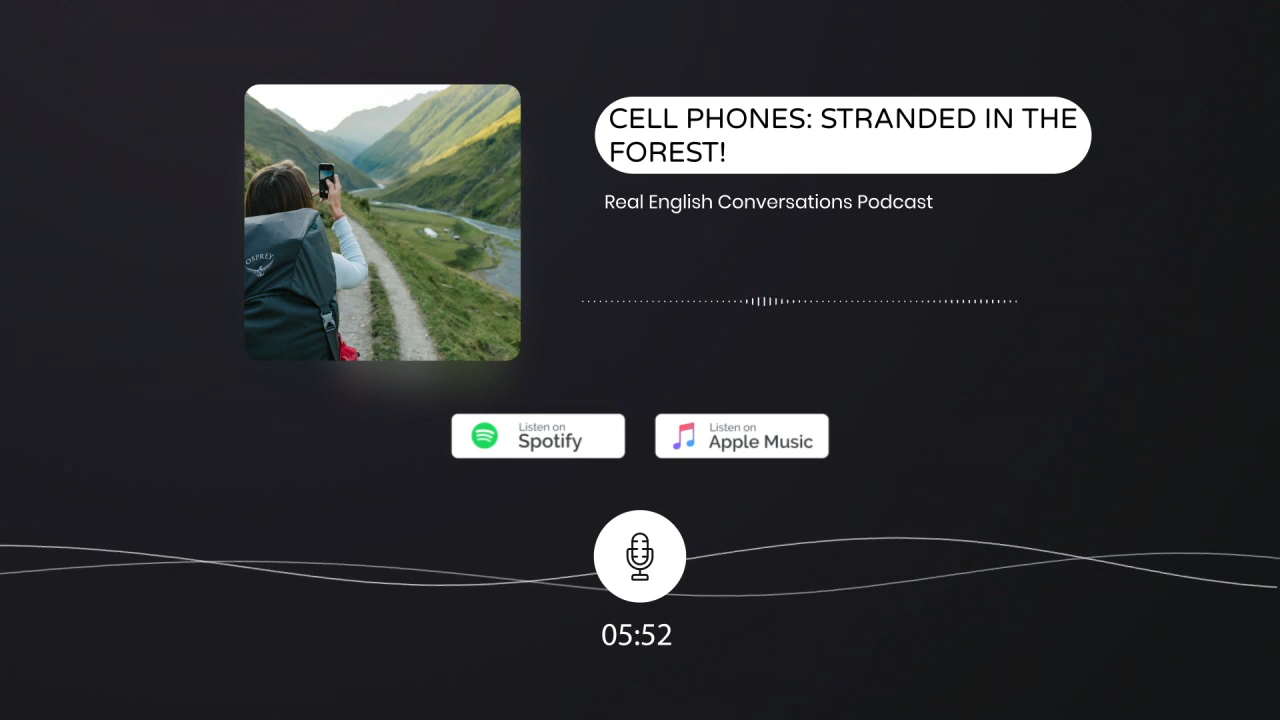 CELL PHONES: STRANDED IN THE
FOREST!
Real English Conversations Podcast
OSPREY
Listen on
Spotify
Listen on
Apple Music
05:52